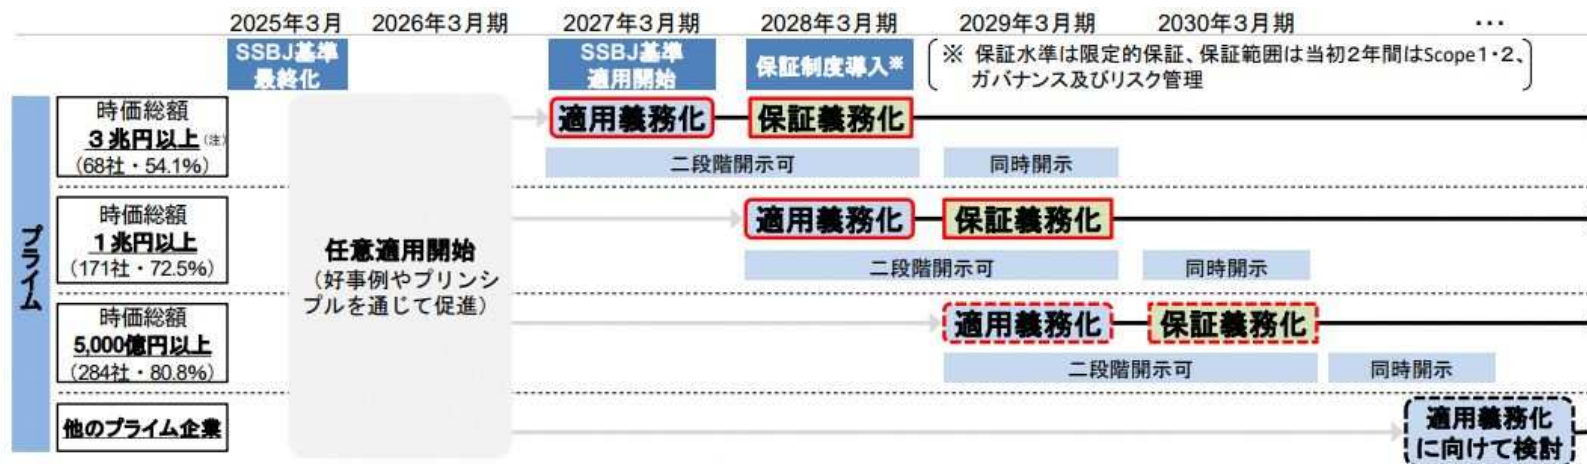 2025年3月 2026年3月期 2027年3月期 2028年3月期 2029年3月期 2030年3月期 ･･･
SSBJ基準
最終化
SSBJ基準
適用開始
保証制度導入※
※ 保証水準は限定的保証、保証範囲は当初2年間はScope1・2、
ガバナンス及びリスク管理
プライム
時価総額
3兆円以上(注)
(68社・54.1%)
適用義務化 保証義務化
二段階開示可 同時開示
時価総額
1兆円以上
(171社・72.5%)
適用義務化 保証義務化
二段階開示可 同時開示
任意適用開始
(好事例やプリンシ
プルを通じて促進)
時価総額
5,000億円以上
(284社・80.8%)
適用義務化 保証義務化
二段階開示可 同時開示
他のプライム企業
適用義務化
に向けて検討